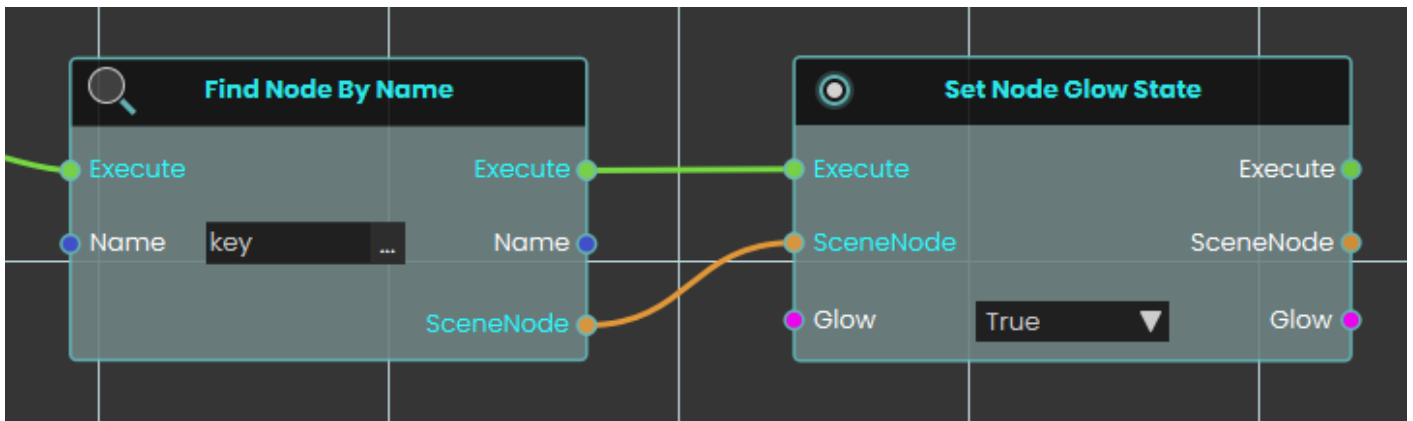 Find Node By Name
Execute Execute
Name key ... Name
SceneNode
Set Node Glow State
Execute Execute
SceneNode SceneNode
Glow True Glow